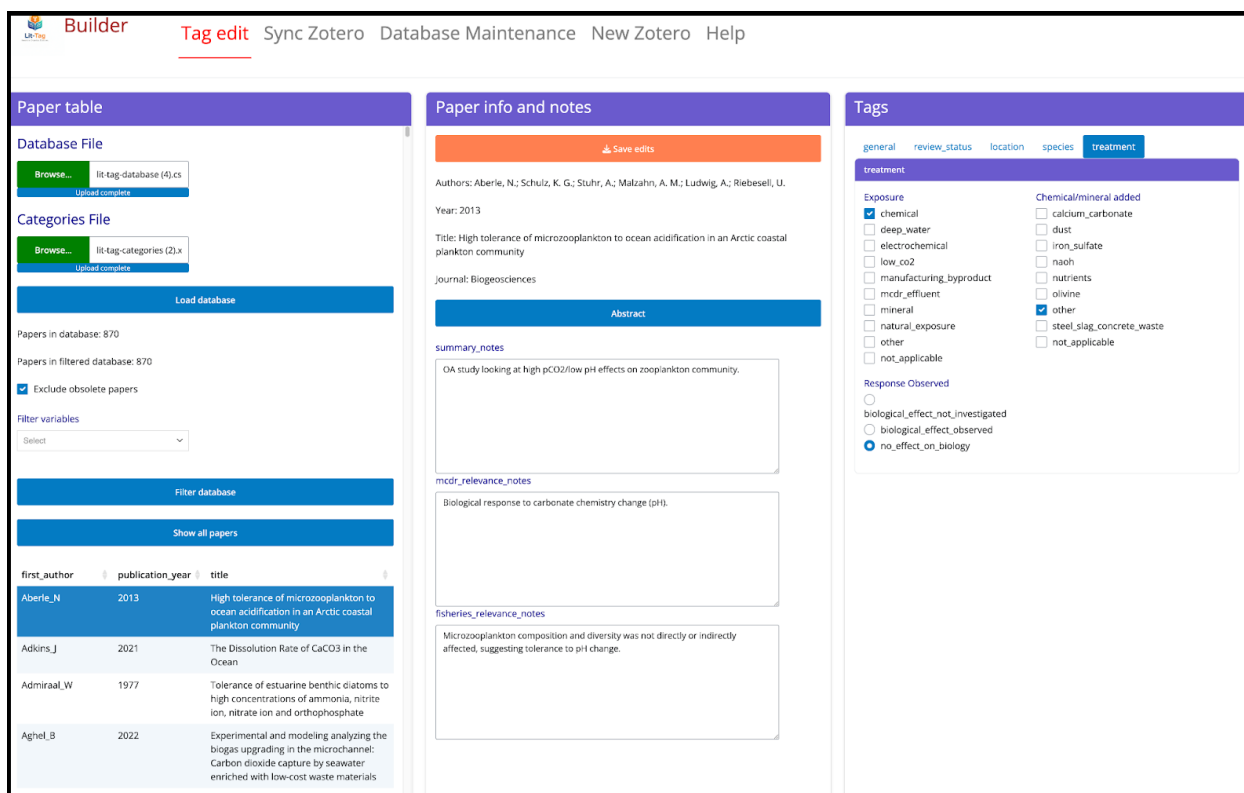 Lit-Tag
Builder
Tag edit
Sync Zotero
Database Maintenance
New Zotero
Help
Paper table
Database File
Browse...
lit-tag-database (4).cs
Upload complete
Categories File
Browse...
lit-tag-categories (2).x
Upload complete
Load database
Papers in database: 870
Papers in filtered database: 870
Exclude obsolete papers
Filter variables
Select
Filter database
Show all papers
first_author publication_year title
Aberle_N 2013 High tolerance of microzooplankton to
ocean acidification in an Arctic coastal
plankton community
Adkins_J 2021 The Dissolution Rate of CaCO3 in the
Ocean
Admiraal_W 1977 Tolerance of estuarine benthic diatoms to
high concentrations of ammonia, nitrite
ion, nitrate ion and orthophosphate
Aghel_B 2022 Experimental and modeling analyzing the
biogas upgrading in the microchannel:
Carbon dioxide capture by seawater
enriched with low-cost waste materials
Paper info and notes
Save edits
Authors: Aberle, N.; Schulz, K. G.; Stuhr, A.; Malzahn, A. M.; Ludwig, A.; Riebesell, U.
Year: 2013
Title: High tolerance of microzooplankton to ocean acidification in an Arctic coastal
plankton community
Journal: Biogeosciences
Abstract
summary_notes
OA study looking at high pCO2/low pH effects on zooplankton community.
mcdr_relevance_notes
Biological response to carbonate chemistry change (pH).
fisheries_relevance_notes
Microzooplankton composition and diversity was not directly or indirectly
affected, suggesting tolerance to pH change.
Tags
general
review_status
location
species
treatment
treatment
Exposure
chemical
deep_water
electrochemical
low_co2
manufacturing_byproduct
mcdr_effluent
mineral
natural_exposure
other
not_applicable
Chemical/mineral added
calcium_carbonate
dust
iron_sulfate
naoh
nutrients
olivine
other
steel_slag_concrete_waste
not_applicable
Response Observed
biological_effect_not_investigated
biological_effect_observed
no_effect_on_biology